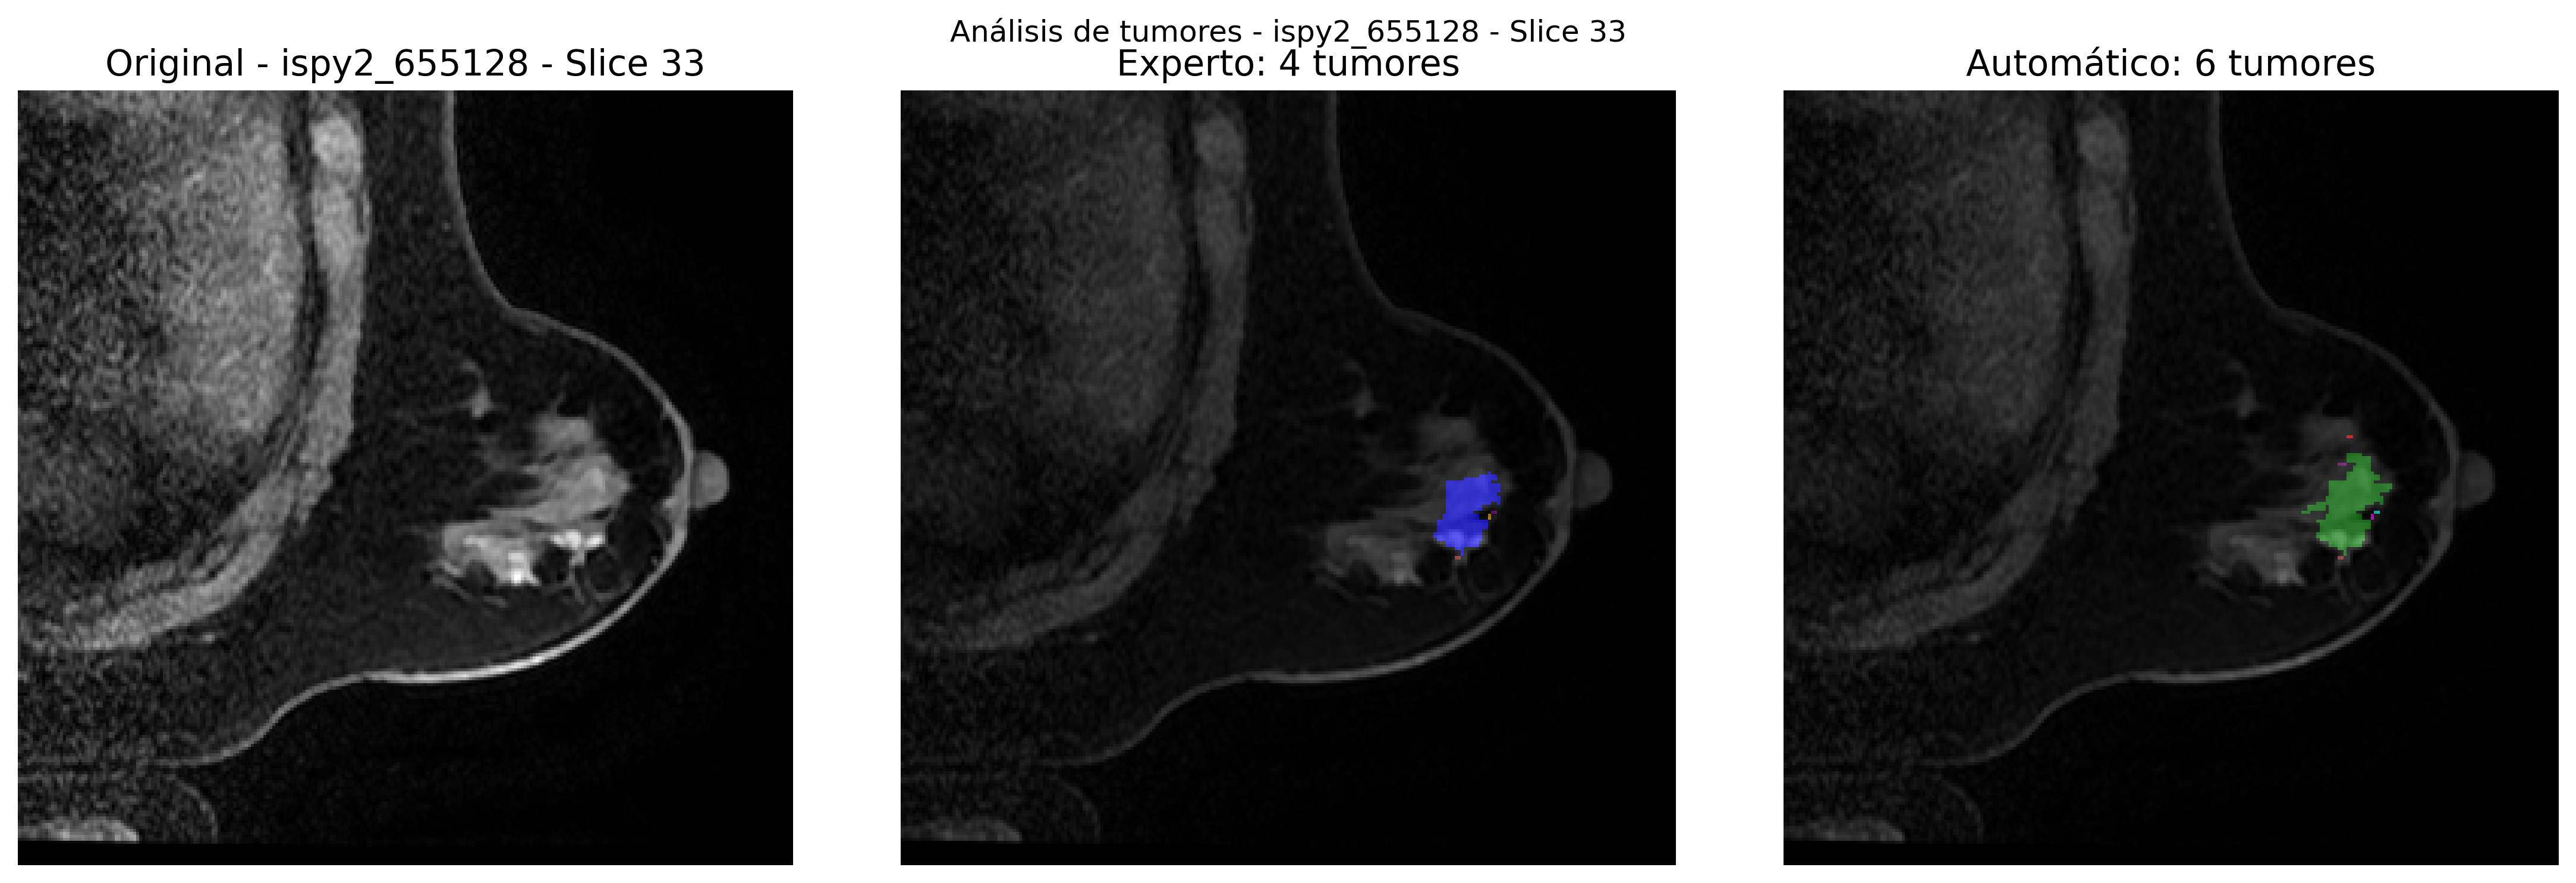 Análisis de tumores - ispy2_655128 - Slice 33
Original - ispy2_655128 - Slice 33
Experto: 4 tumores
Automático: 6 tumores